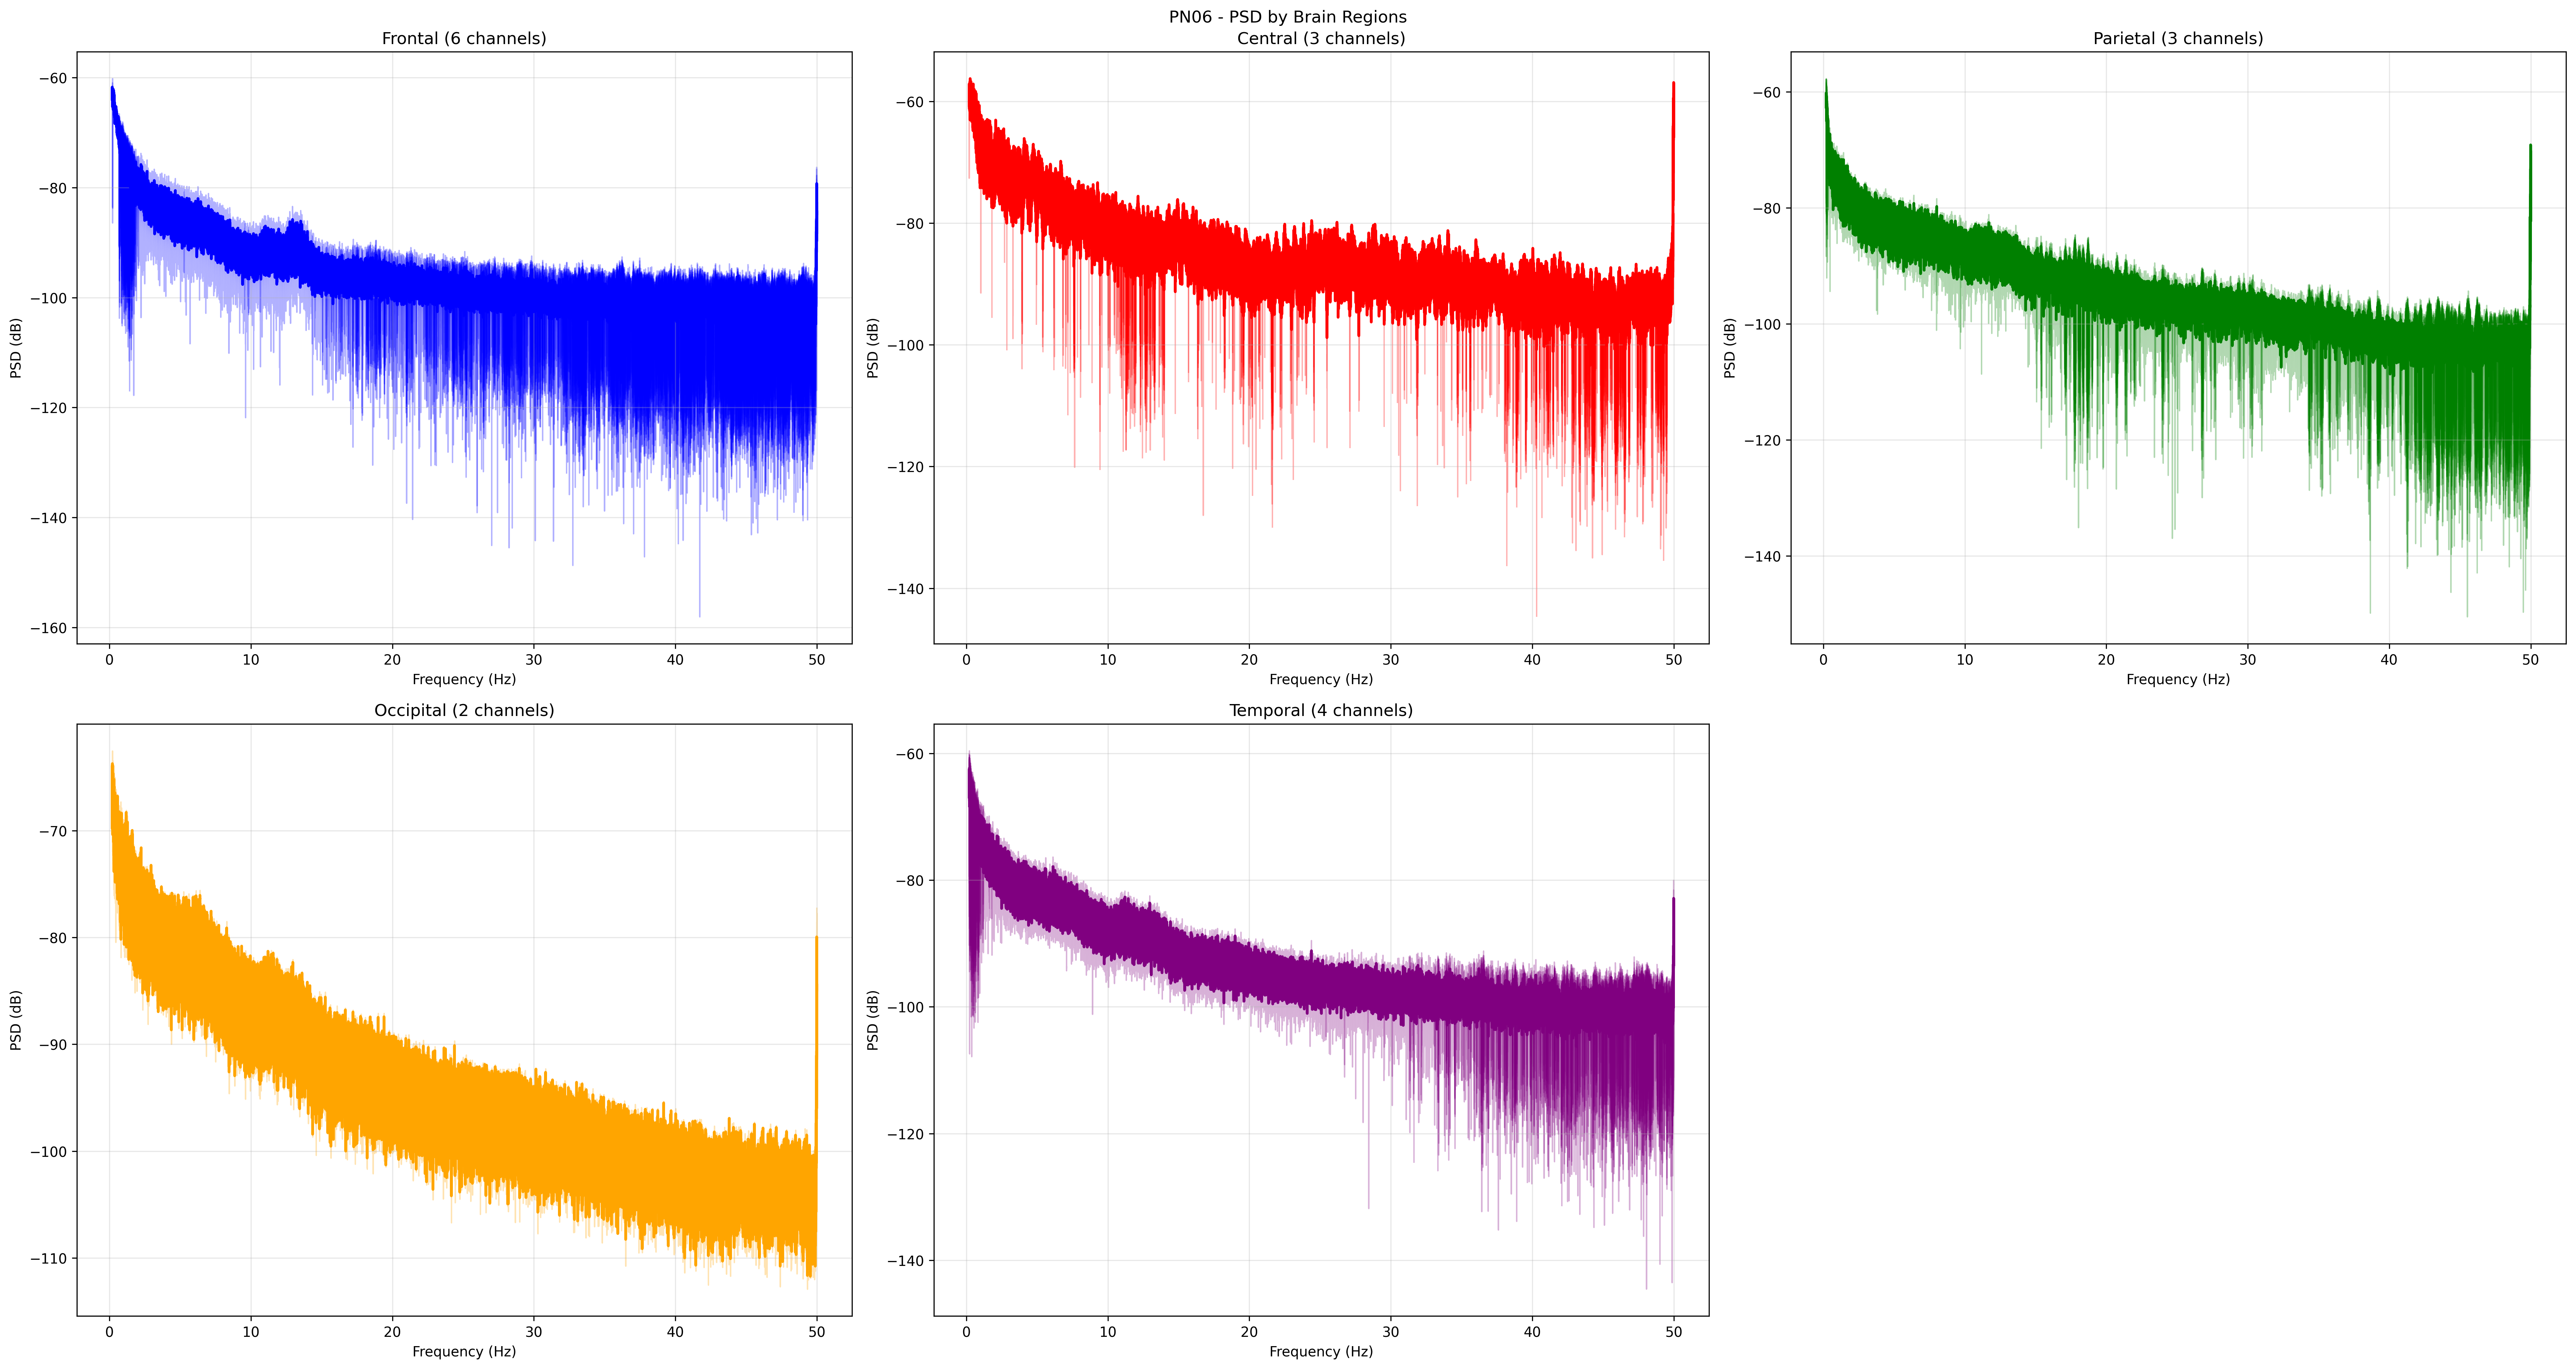 PN06 - PSD by Brain Regions
Frontal (6 channels)
−60
−80
−100
−120
−140
−160
PSD (dB)
0 10 20 30 40 50
Frequency (Hz)
Central (3 channels)
−60
−80
−100
−120
−140
PSD (dB)
0 10 20 30 40 50
Frequency (Hz)
Parietal (3 channels)
−60
−80
−100
−120
−140
PSD (dB)
0 10 20 30 40 50
Frequency (Hz)
Occipital (2 channels)
−70
−80
−90
−100
−110
PSD (dB)
0 10 20 30 40 50
Frequency (Hz)
Temporal (4 channels)
−60
−80
−100
−120
−140
PSD (dB)
0 10 20 30 40 50
Frequency (Hz)